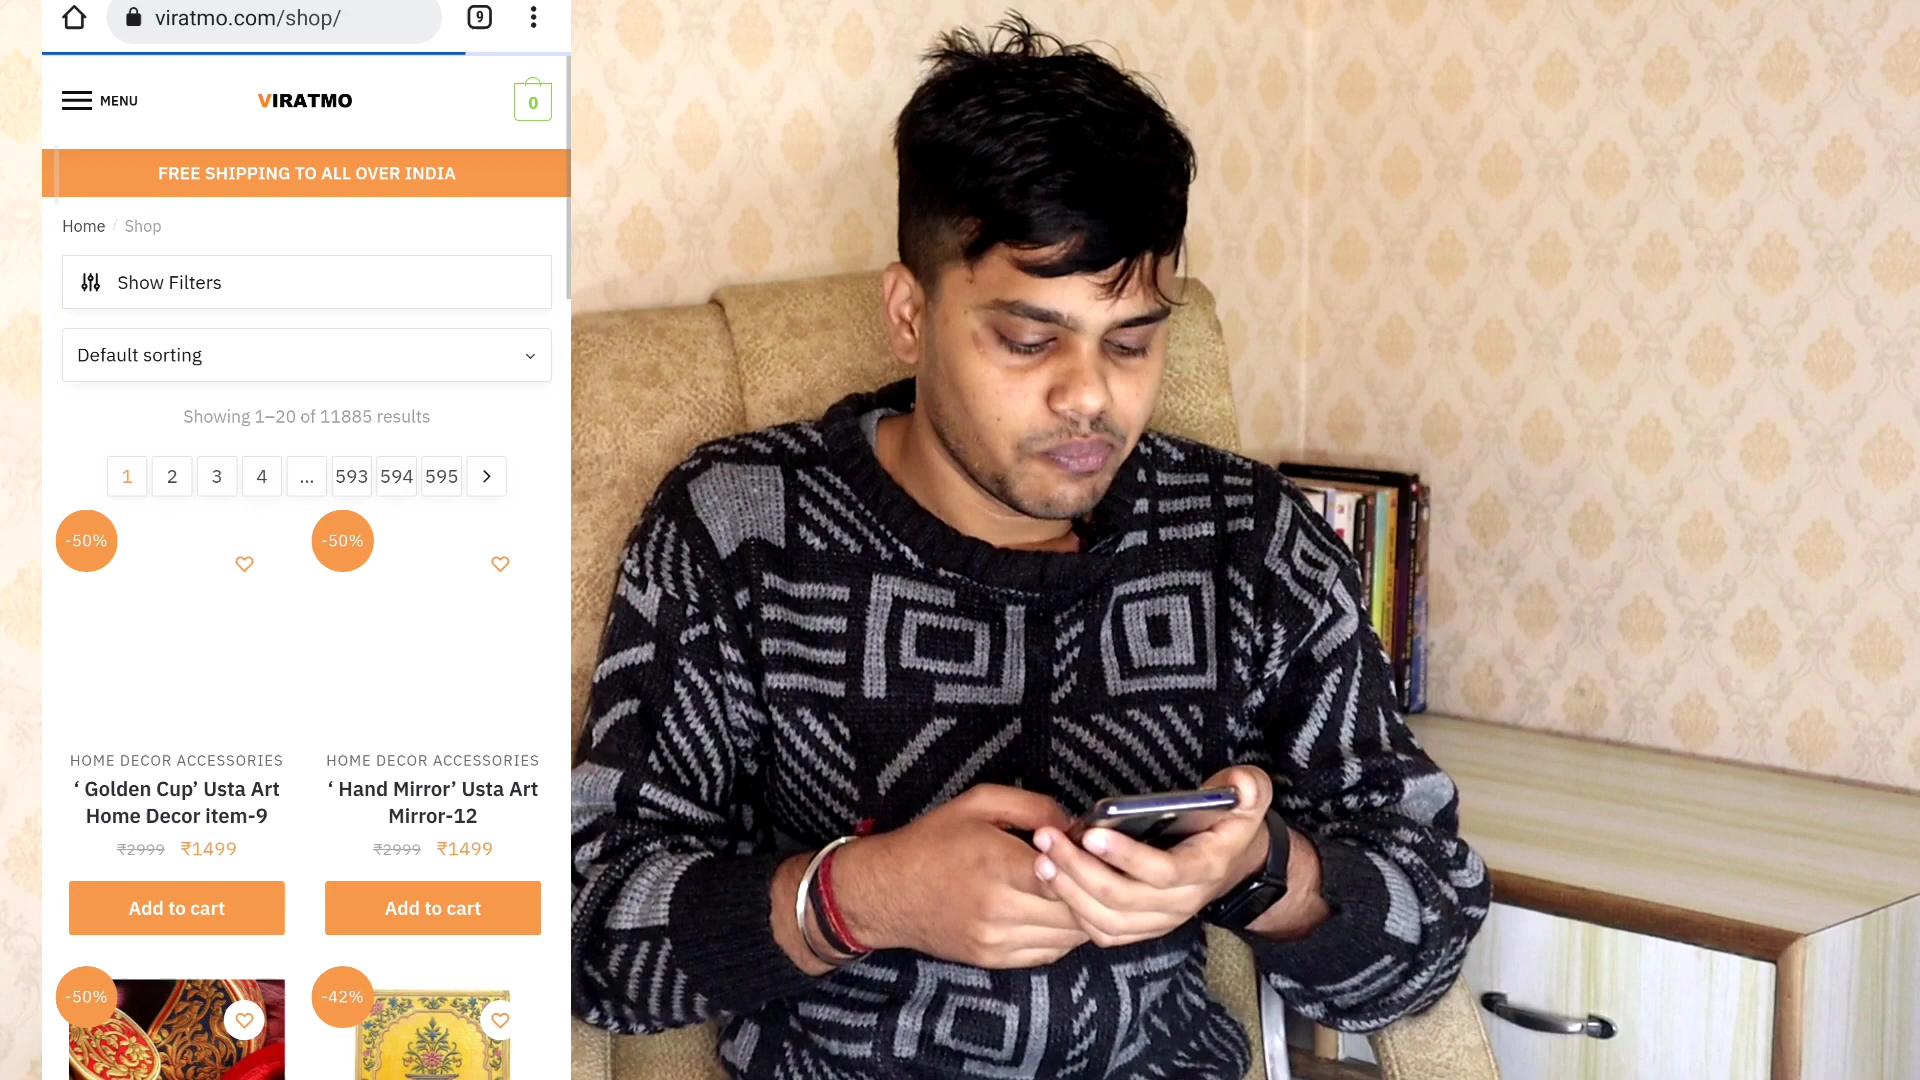 viratmo.com/shop/
9
MENU
VIRATMO
0
FREE SHIPPING TO ALL OVER INDIA
Home / Shop
Show Filters
Default sorting
Showing 1–20 of 11885 results
1 2 3 4 ... 593 594 595
-50%
-50%
HOME DECOR ACCESSORIES
‘ Golden Cup’ Usta Art
Home Decor item-9
₹2999 ₹1499
Add to cart
HOME DECOR ACCESSORIES
‘ Hand Mirror’ Usta Art
Mirror-12
₹2999 ₹1499
Add to cart
-50%
-42%